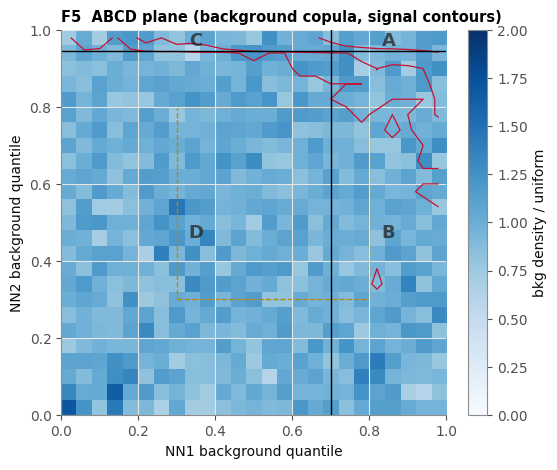 F5  ABCD plane (background copula, signal contours)
1.0
0.8
0.6
0.4
0.2
0.0
NN2 background quantile
C
A
D
B
0.0
0.2
0.4
0.6
0.8
1.0
NN1 background quantile
2.00
1.75
1.50
1.25
1.00
0.75
0.50
0.25
0.00
bkg density / uniform